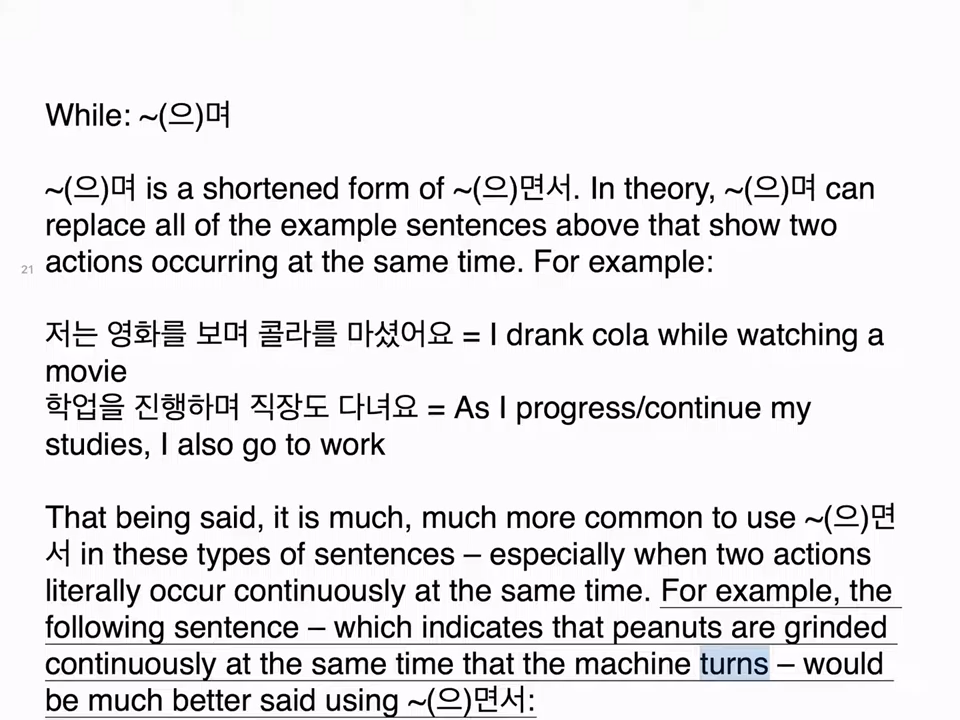 While: ~(으)며
~(으)며 is a shortened form of ~(으)면서. In theory, ~(으)며 can
replace all of the example sentences above that show two
21 actions occurring at the same time. For example:
저는 영화를 보며 콜라를 마셨어요 = I drank cola while watching a
movie
학업을 진행하며 직장도 다녀요 = As I progress/continue my
studies, I also go to work
That being said, it is much, much more common to use ~(으)면
서 in these types of sentences – especially when two actions
literally occur continuously at the same time. For example, the
following sentence – which indicates that peanuts are grinded
continuously at the same time that the machine turns – would
be much better said using ~(으)면서: